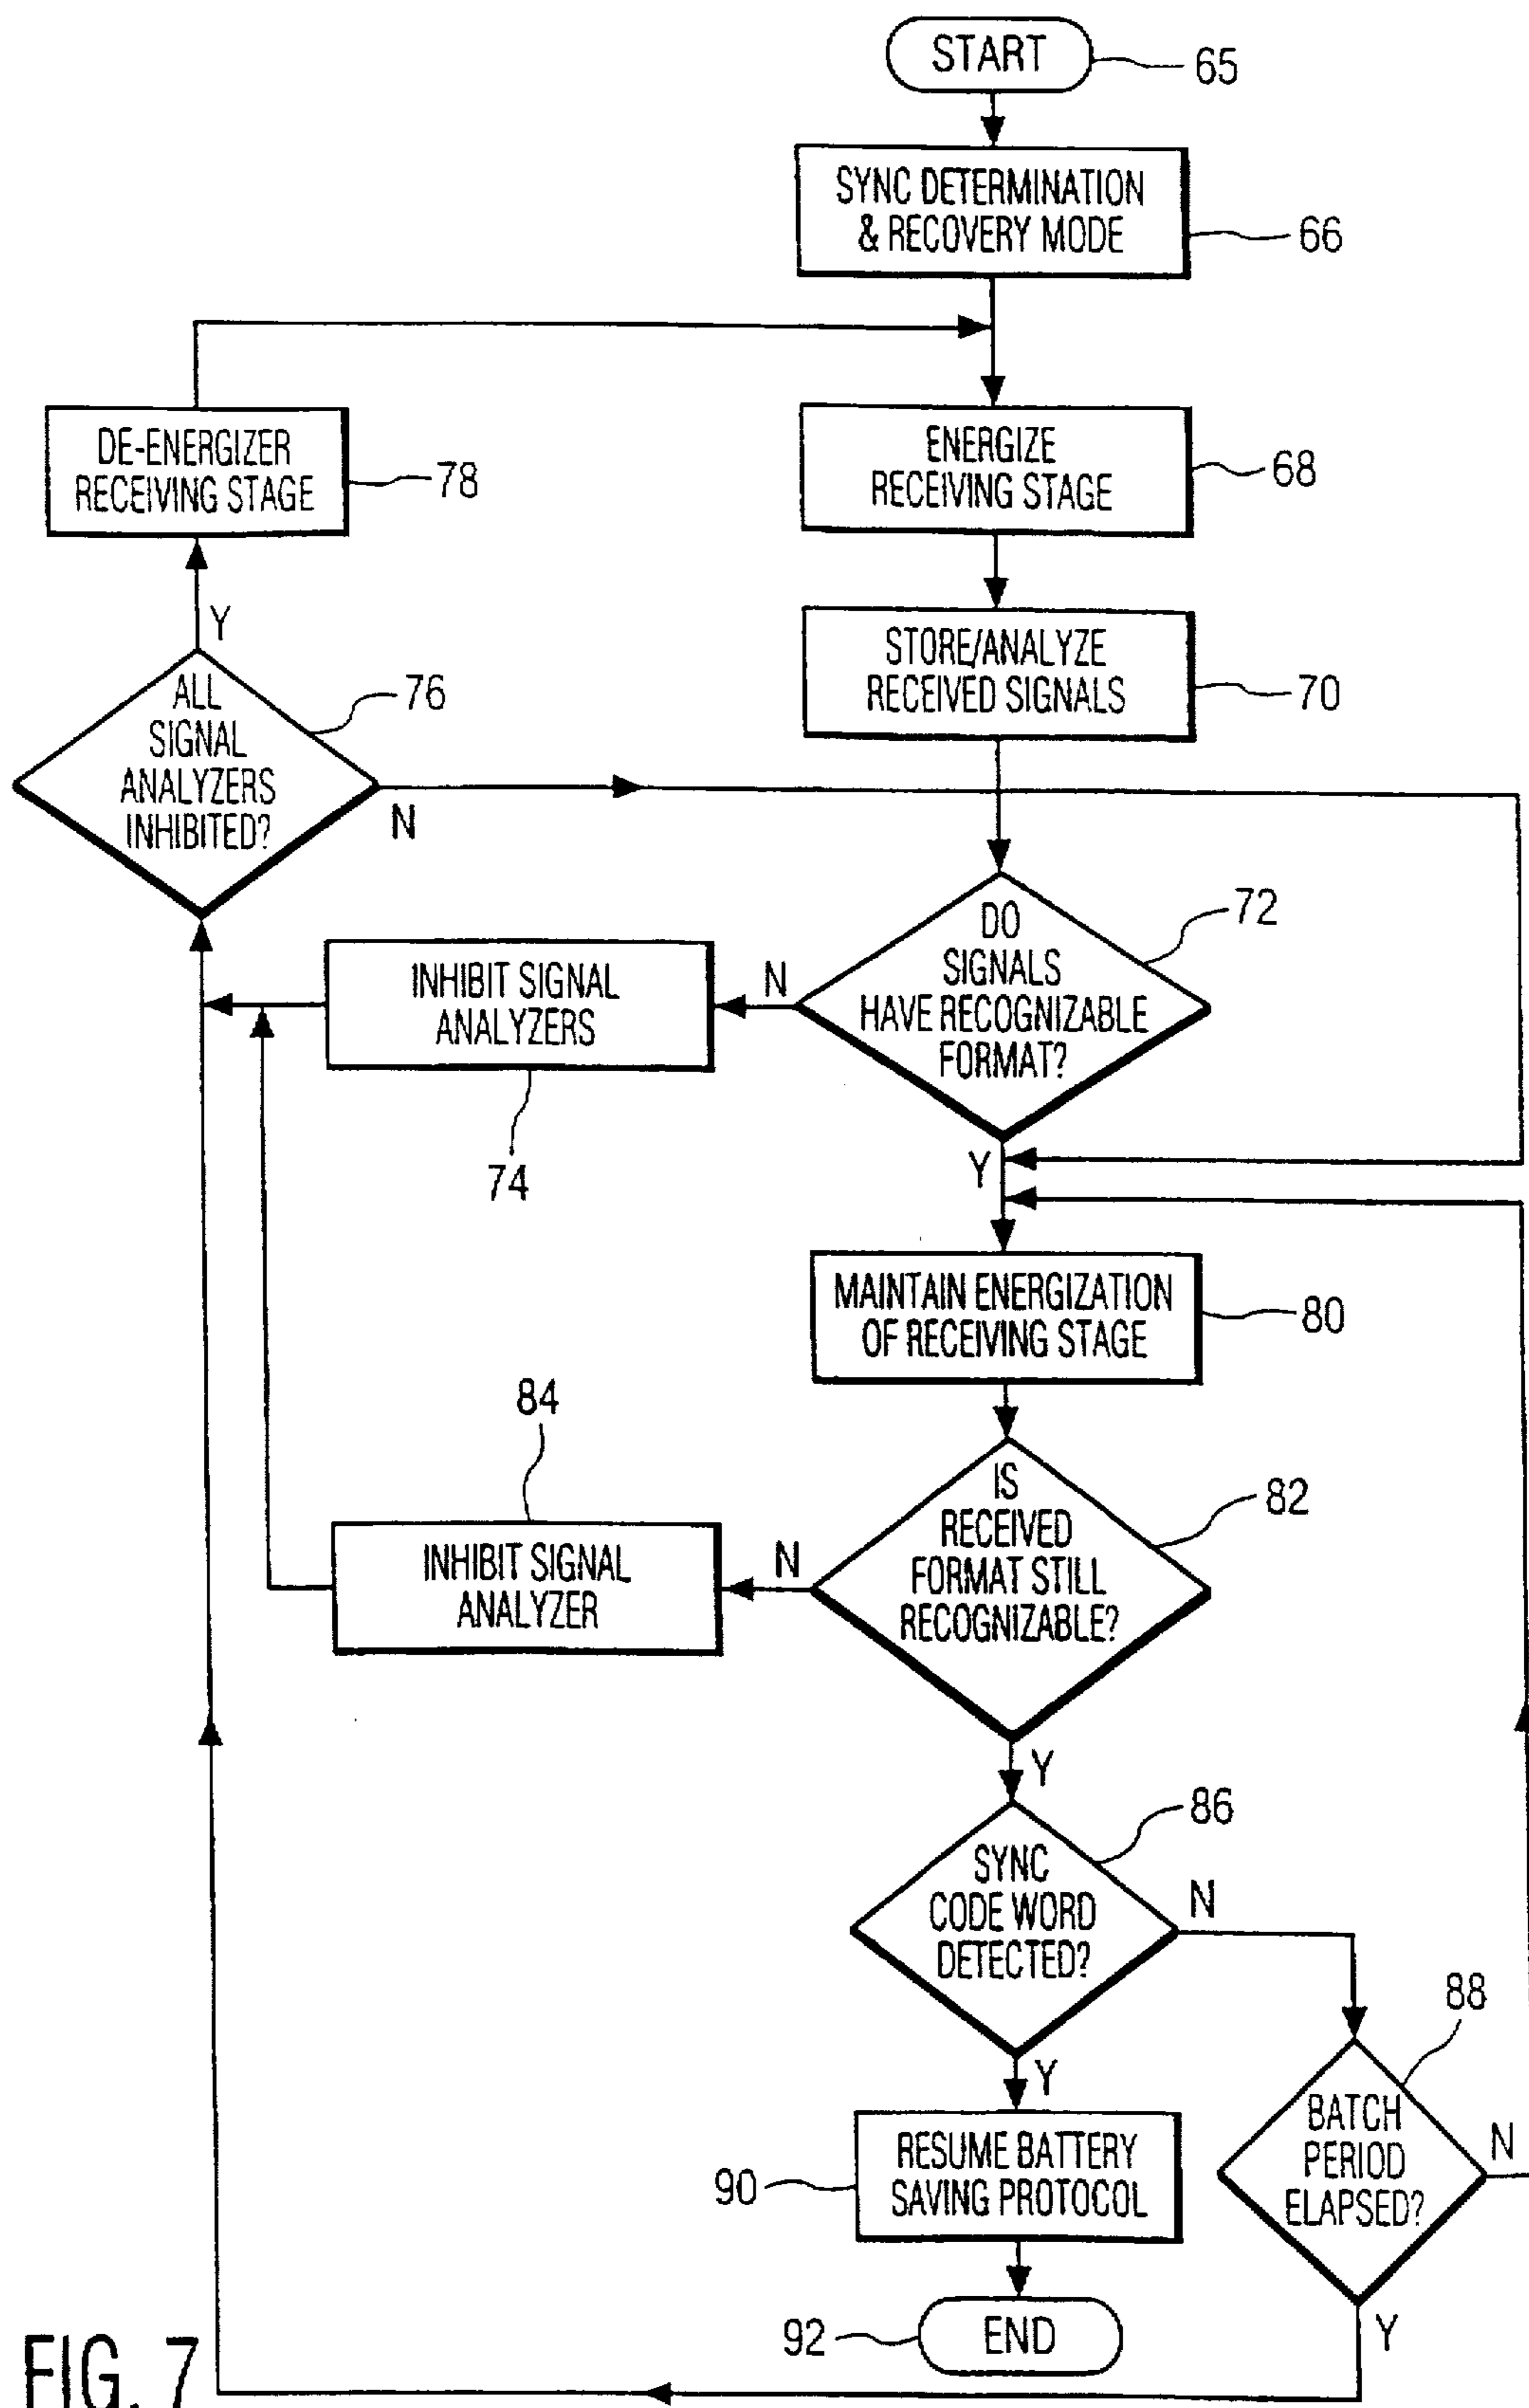 START
65
SYNC DETERMINATION
& RECOVERY MODE
66
DE-ENERGIZER
RECEIVING STAGE
78
ENERGIZE
RECEIVING STAGE
68
Y
STORE/ANALYZE
RECEIVED SIGNALS
70
ALL
SIGNAL
ANALYZERS
INHIBITED?
76
N
DO
SIGNALS
HAVE RECOGNIZABLE
FORMAT?
72
N
INHIBIT SIGNAL
ANALYZERS
74
Y
MAINTAIN ENERGIZATION
OF RECEIVING STAGE
80
IS
RECEIVED
FORMAT STILL
RECOGNIZABLE?
82
N
84
INHIBIT SIGNAL
ANALYZER
Y
SYNC
CODE WORD
DETECTED?
86
N
88
BATCH
PERIOD
ELAPSED?
N
Y
RESUME BATTERY
SAVING PROTOCOL
90
END
92
Y
FIG. 7